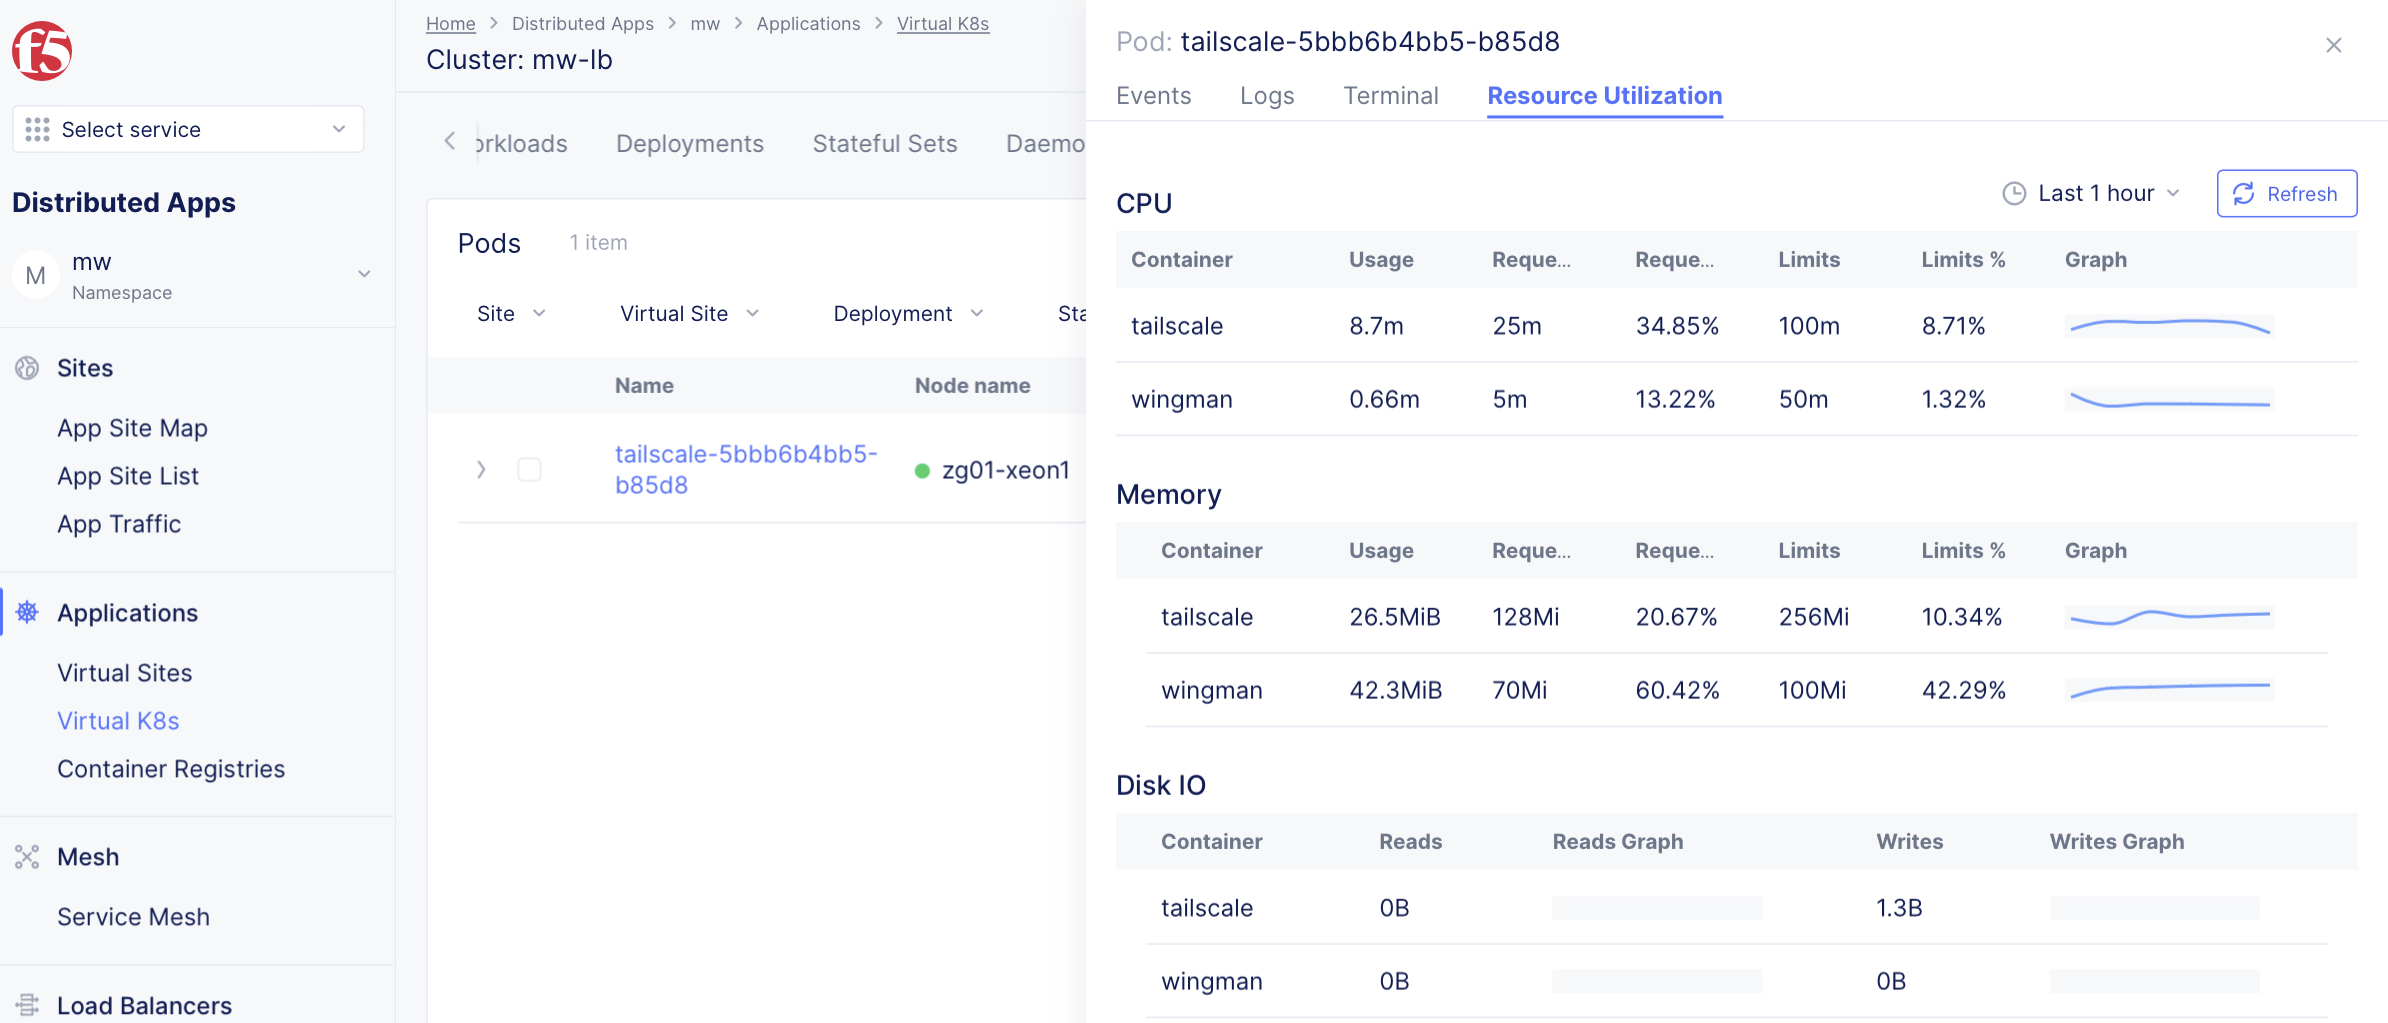 f5
Select service
Distributed Apps
M
mw
Namespace
Sites
App Site Map
App Site List
App Traffic
Applications
Virtual Sites
Virtual K8s
Container Registries
Mesh
Service Mesh
Load Balancers
Home > Distributed Apps > mw > Applications > Virtual K8s
Cluster: mw-lb
orkloads Deployments Stateful Sets Daemo
Pods 1 item
Site Virtual Site Deployment Sta
Name Node name
tailscale-5bbb6b4bb5-
b85d8
zg01-xeon1
Pod: tailscale-5bbb6b4bb5-b85d8
Events Logs Terminal Resource Utilization
CPU Last 1 hour Refresh
Container Usage Reque... Reque... Limits Limits % Graph
tailscale 8.7m 25m 34.85% 100m 8.71%
wingman 0.66m 5m 13.22% 50m 1.32%
Memory
Container Usage Reque... Reque... Limits Limits % Graph
tailscale 26.5MiB 128Mi 20.67% 256Mi 10.34%
wingman 42.3MiB 70Mi 60.42% 100Mi 42.29%
Disk IO
Container Reads Reads Graph Writes Writes Graph
tailscale 0B 1.3B
wingman 0B 0B